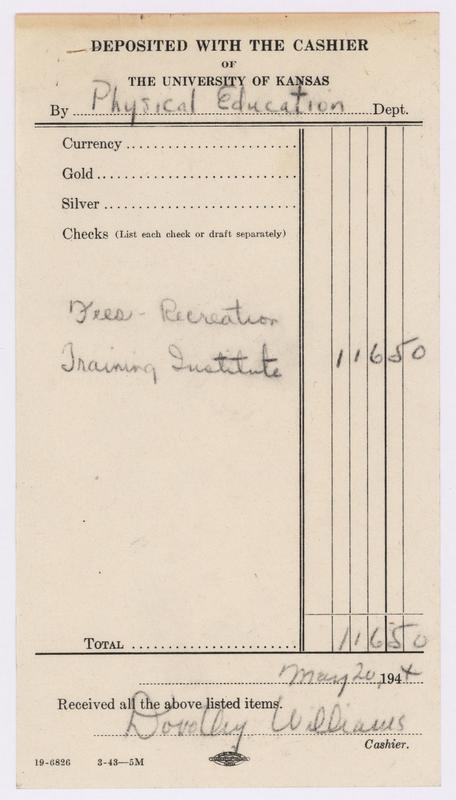 DEPOSITED WITH THE CASHIER
OF
THE UNIVERSITY OF KANSAS
By Physical Education Dept.
Currency ........................
Gold ............................
Silver ...........................
Checks (List each check or draft separately)
Fees - Recreation
Training Institute 116 50
TOTAL ........................ 116 50
May 20, 1944
Received all the above listed items.
Dorothy Williams
Cashier.
19-6826 3-43—5M